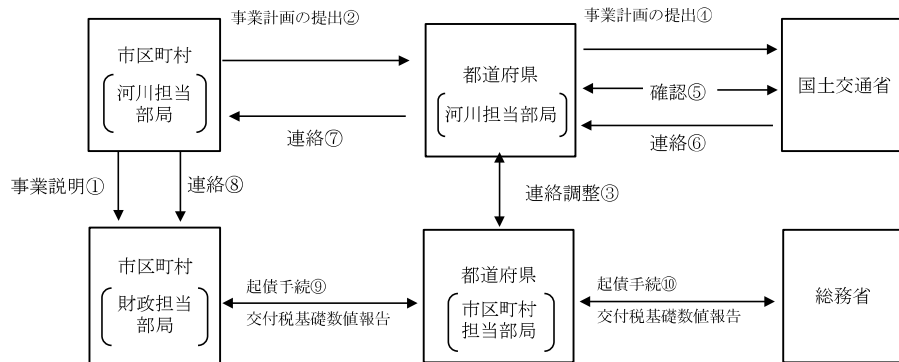 事業計画の提出②
事業計画の提出④
市区町村
河川担当
部局
都道府県
河川担当部局
国土交通省
確認⑤
連絡⑦
連絡⑥
事業説明①
連絡⑧
連絡調整③
市区町村
財政担当
部局
起債手続⑨
交付税基礎数値報告
都道府県
市区町村
担当部局
起債手続⑩
交付税基礎数値報告
総務省